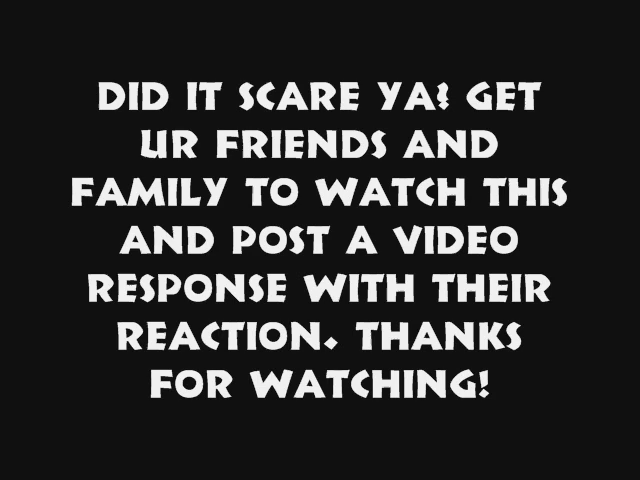 DID IT SCARE YA? GET
UR FRIENDS AND
FAMILY TO WATCH THIS
AND POST A VIDEO
RESPONSE WITH THEIR
REACTION. THANKS
FOR WATCHING!